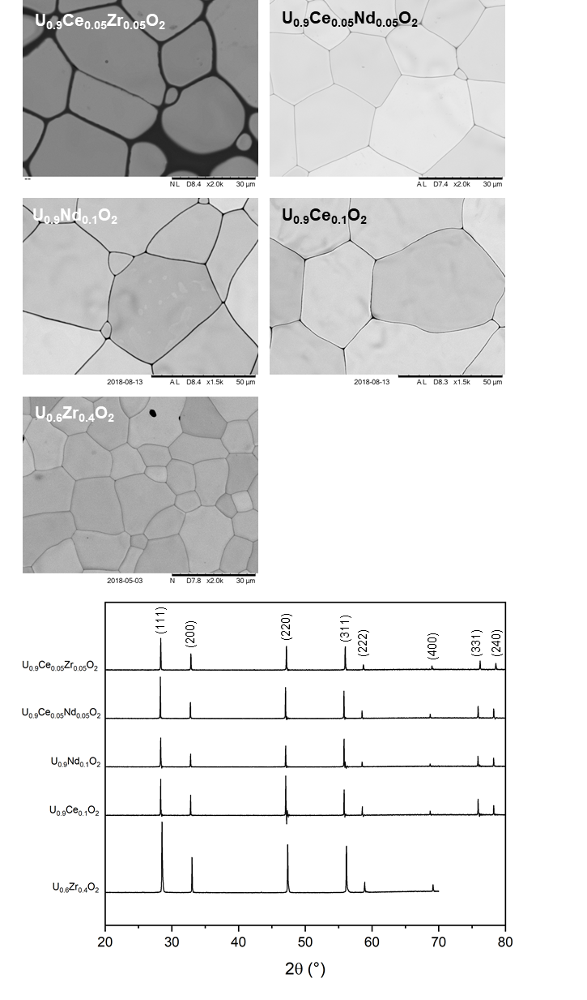 U0.9Ce0.05Zr0.05O2
U0.9Ce0.05Nd0.05O2
NL D8.4 x2.0k 30 µm
AL D7.4 x2.0k 30 µm
U0.9Nd0.1O2
U0.9Ce0.1O2
2018-08-13 AL D8.4 x1.5k 50 µm
2018-08-13 AL D8.3 x1.5k 50 µm
U0.6Zr0.4O2
2018-05-03 N D7.8 x2.0k 30 µm
(111) (200) (220) (311) (222) (400) (331) (240)
U0.9Ce0.05Zr0.05O2
U0.9Ce0.05Nd0.05O2
U0.9Nd0.1O2
U0.9Ce0.1O2
U0.6Zr0.4O2
20 30 40 50 60 70 80
2θ (°)